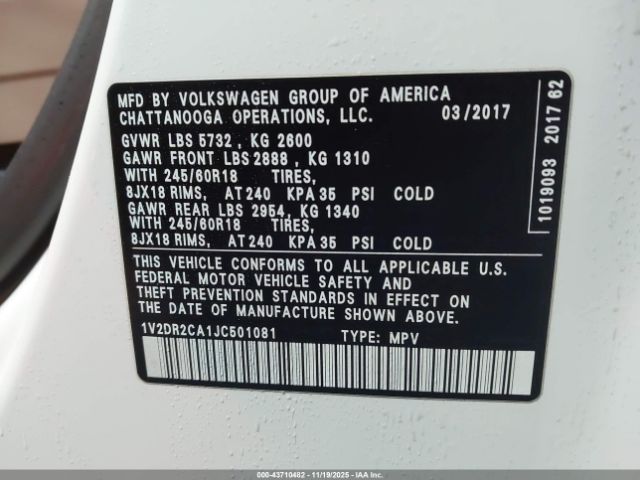 MFD BY VOLKSWAGEN GROUP OF AMERICA
CHATTANOOGA OPERATIONS, LLC. 03/2017
GVWR LBS 5732 , KG 2600
GAWR FRONT LBS 2888 , KG 1310
WITH 245/60R18 TIRES,
8JX18 RIMS, AT 240 KPA 35 PSI COLD
GAWR REAR LBS 2954, KG 1340
WITH 245/60R18 TIRES,
8JX18 RIMS, AT 240 KPA 35 PSI COLD
THIS VEHICLE CONFORMS TO ALL APPLICABLE U.S.
FEDERAL MOTOR VEHICLE SAFETY AND
THEFT PREVENTION STANDARDS IN EFFECT ON
THE DATE OF MANUFACTURE SHOWN ABOVE.
1V2DR2CA1JC501081 TYPE: MPV
1019093 2017 62
000-43710482 - 11/19/2025 - IAAI.com